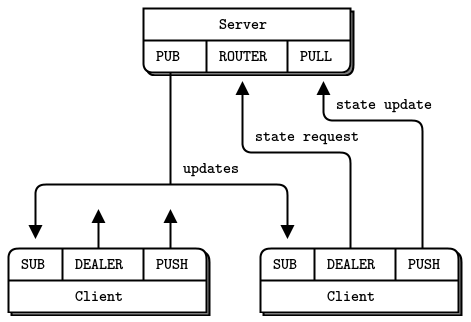 Server
PUB ROUTER PULL
state update
state request
updates
SUB DEALER PUSH SUB DEALER PUSH
Client Client